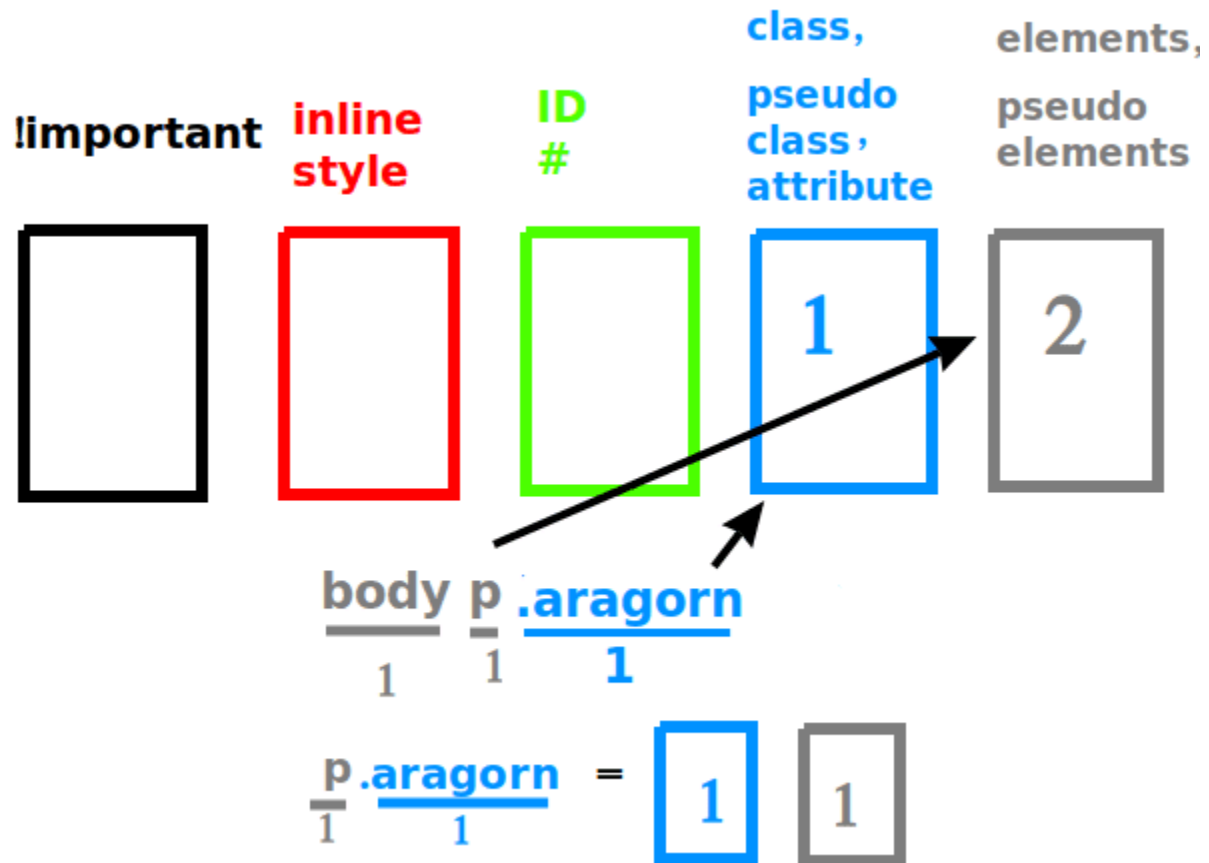 !important
inline
style
ID
#
class,
pseudo
class,
attribute
elements,
pseudo
elements
1
2
body p .aragorn
1 1 1
p .aragorn = 1 1
1 1